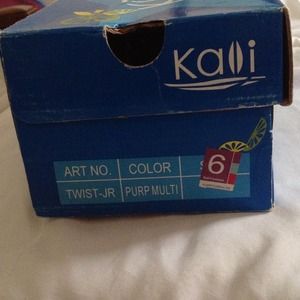 Kali
ART NO. COLOR
6
TWIST-JR PURP MULTI